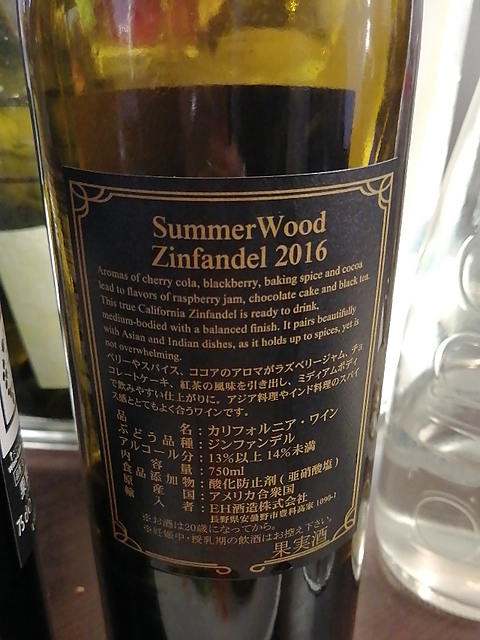 SummerWood
Zinfandel 2016
Aromas of cherry cola, blackberry, baking spice and cocoa
lead to flavors of raspberry jam, chocolate cake and black tea.
This true California Zinfandel is ready to drink,
medium-bodied with a balanced finish. It pairs beautifully
with Asian and Indian dishes, as it holds up to spices, yet is
not overwhelming.
ベリーやスパイス、ココアのアロマがラズベリージャム、チョ
コレートケーキ、紅茶の風味を引き出し、ミディアムボディ
で飲みやすい仕上がりに。アジア料理やインド料理のスパイ
ス感ととてもよく合うワインです。
品名：カリフォルニア・ワイン
ぶどう品種：ジンファンデル
アルコール分：13％以上14％未満
内容量：750ml
食品添加物：酸化防止剤（亜硝酸塩）
原産国：アメリカ合衆国
輸入者：EH酒造株式会社
長野県安曇野市豊科高家1090-1
※お酒は20歳になってから。
※妊娠中・授乳期の飲酒はお控え下さい。
果実酒